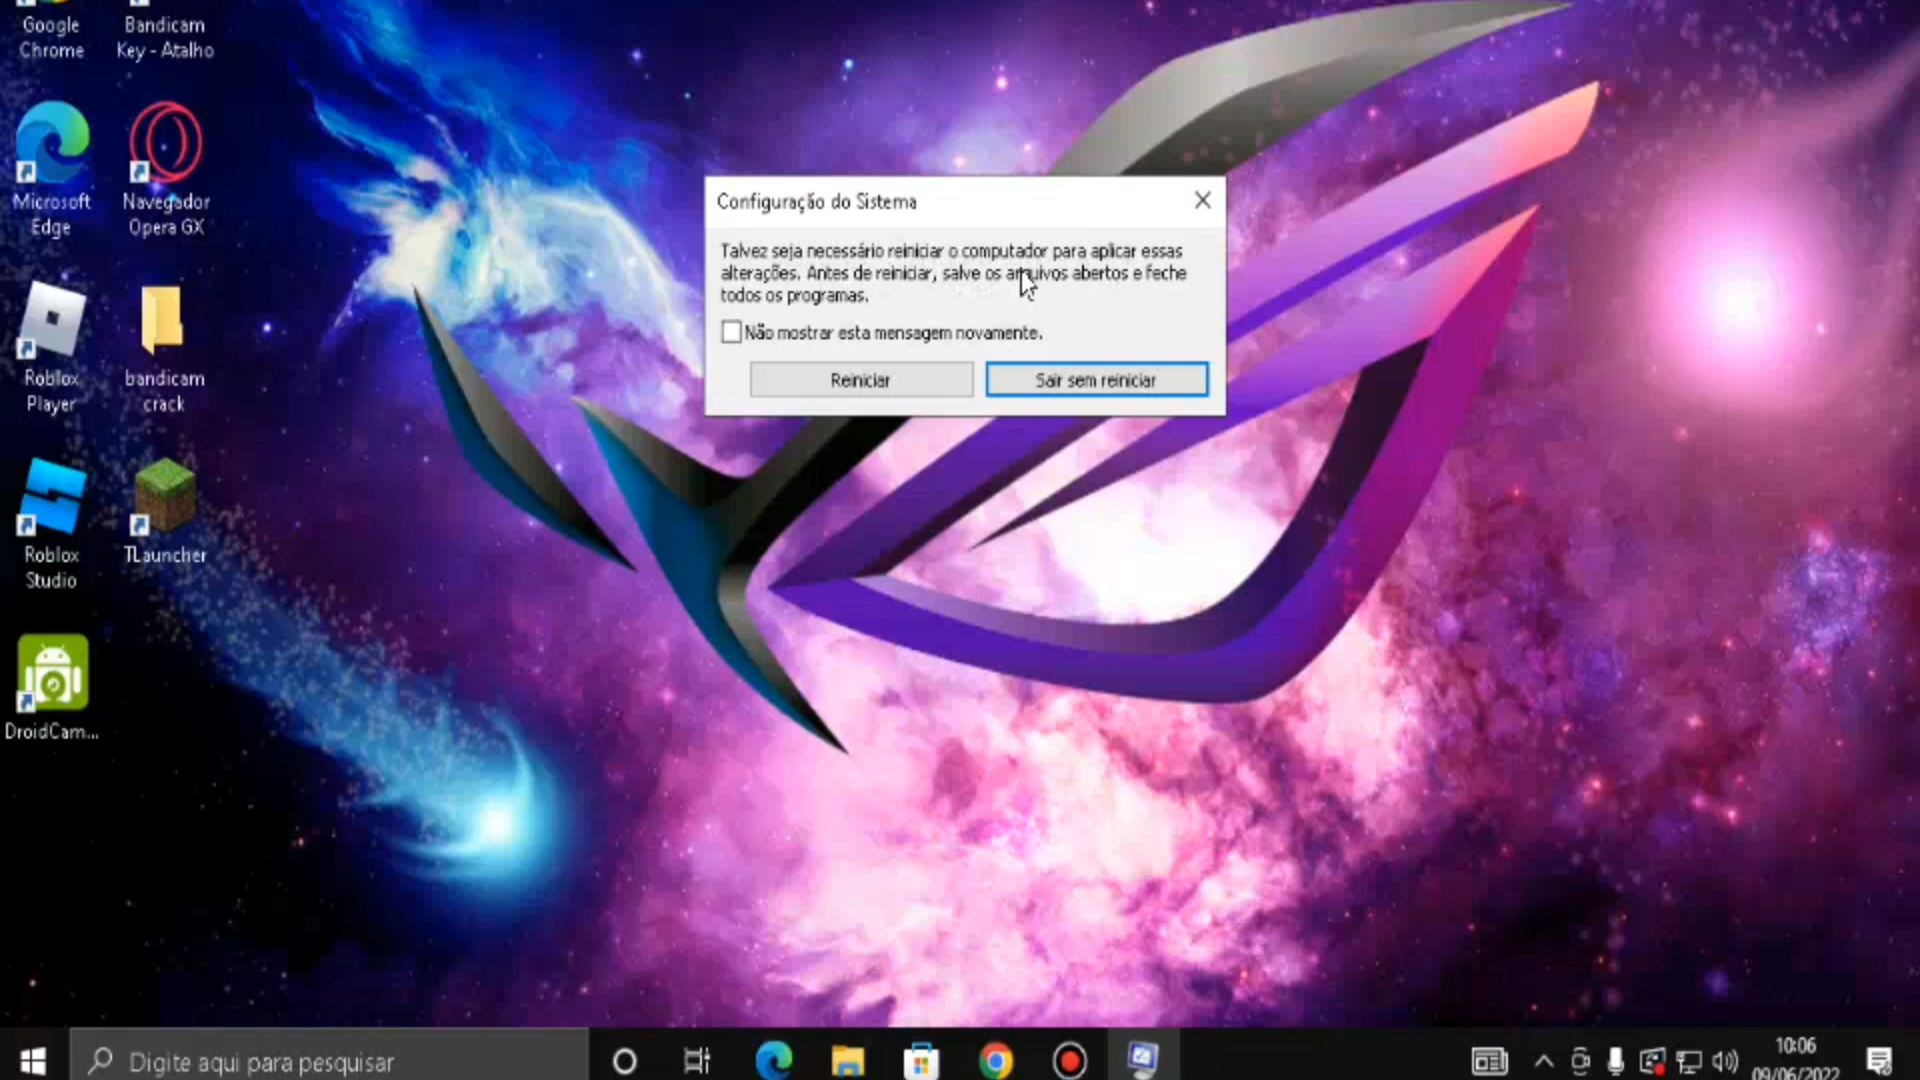 Google
Chrome
Bandicam
Key - Atalho
Microsoft
Edge
Navegador
Opera GX
Roblox
Player
bandicam
crack
Roblox
Studio
TLauncher
DroidCam...
Configuração do Sistema
Talvez seja necessário reiniciar o computador para aplicar essas
alterações. Antes de reiniciar, salve os arquivos abertos e feche
todos os programas.
Não mostrar esta mensagem novamente.
Reiniciar
Sair sem reiniciar
Digite aqui para pesquisar
10:06
09/06/2022